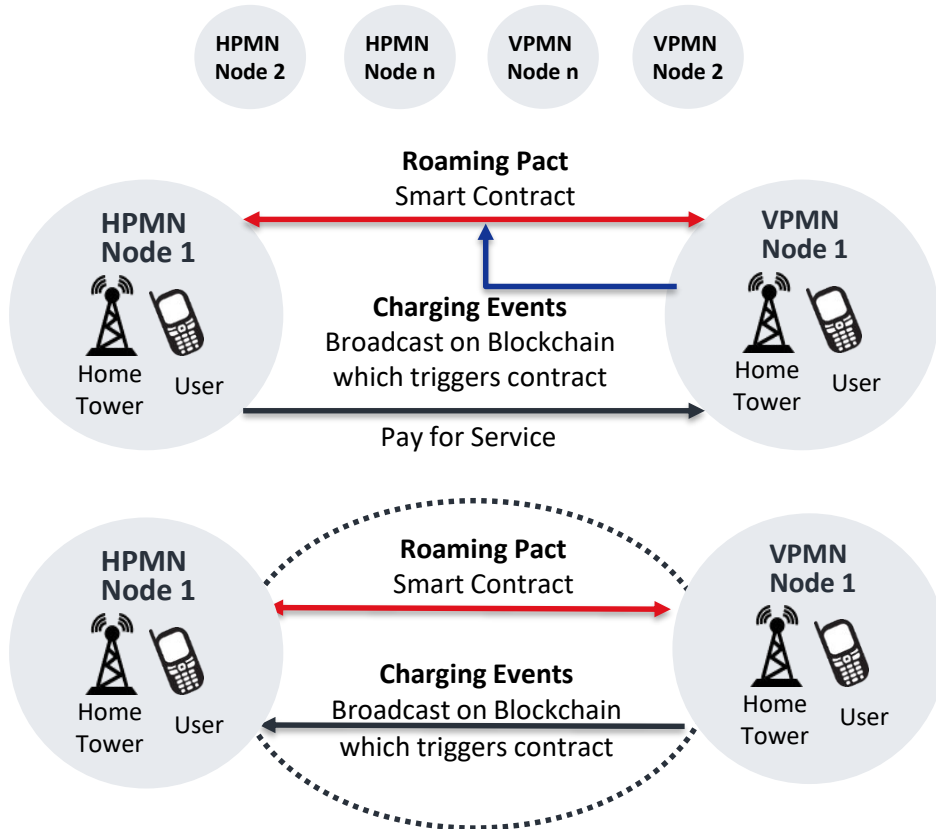 HPMN
Node 2
HPMN
Node n
VPMN
Node n
VPMN
Node 2
Roaming Pact
Smart Contract
HPMN
Node 1
VPMN
Node 1
Charging Events
Broadcast on Blockchain
which triggers contract
Home
Tower
User
Home
Tower
User
Pay for Service
Roaming Pact
Smart Contract
HPMN
Node 1
VPMN
Node 1
Charging Events
Broadcast on Blockchain
which triggers contract
Home
Tower
User
Home
Tower
User